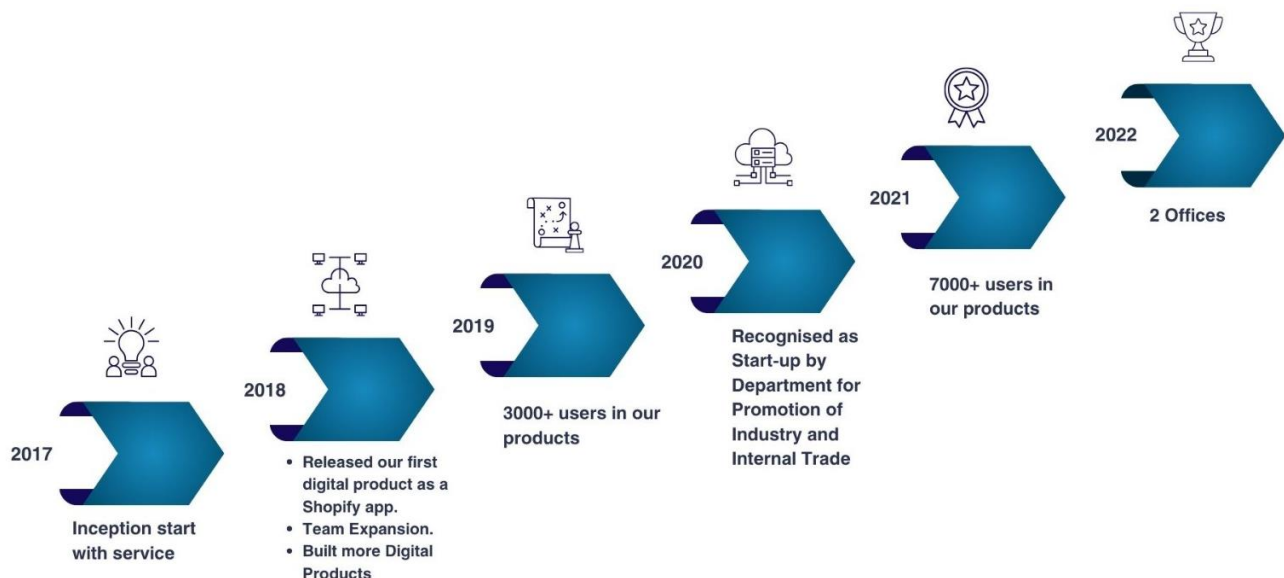 2017
Inception start
with service
2018
• Released our first
digital product as a
Shopify app.
• Team Expansion.
• Built more Digital
Products
2019
3000+ users in our
products
2020
Recognised as
Start-up by
Department for
Promotion of
Industry and
Internal Trade
2021
7000+ users in
our products
2022
2 Offices